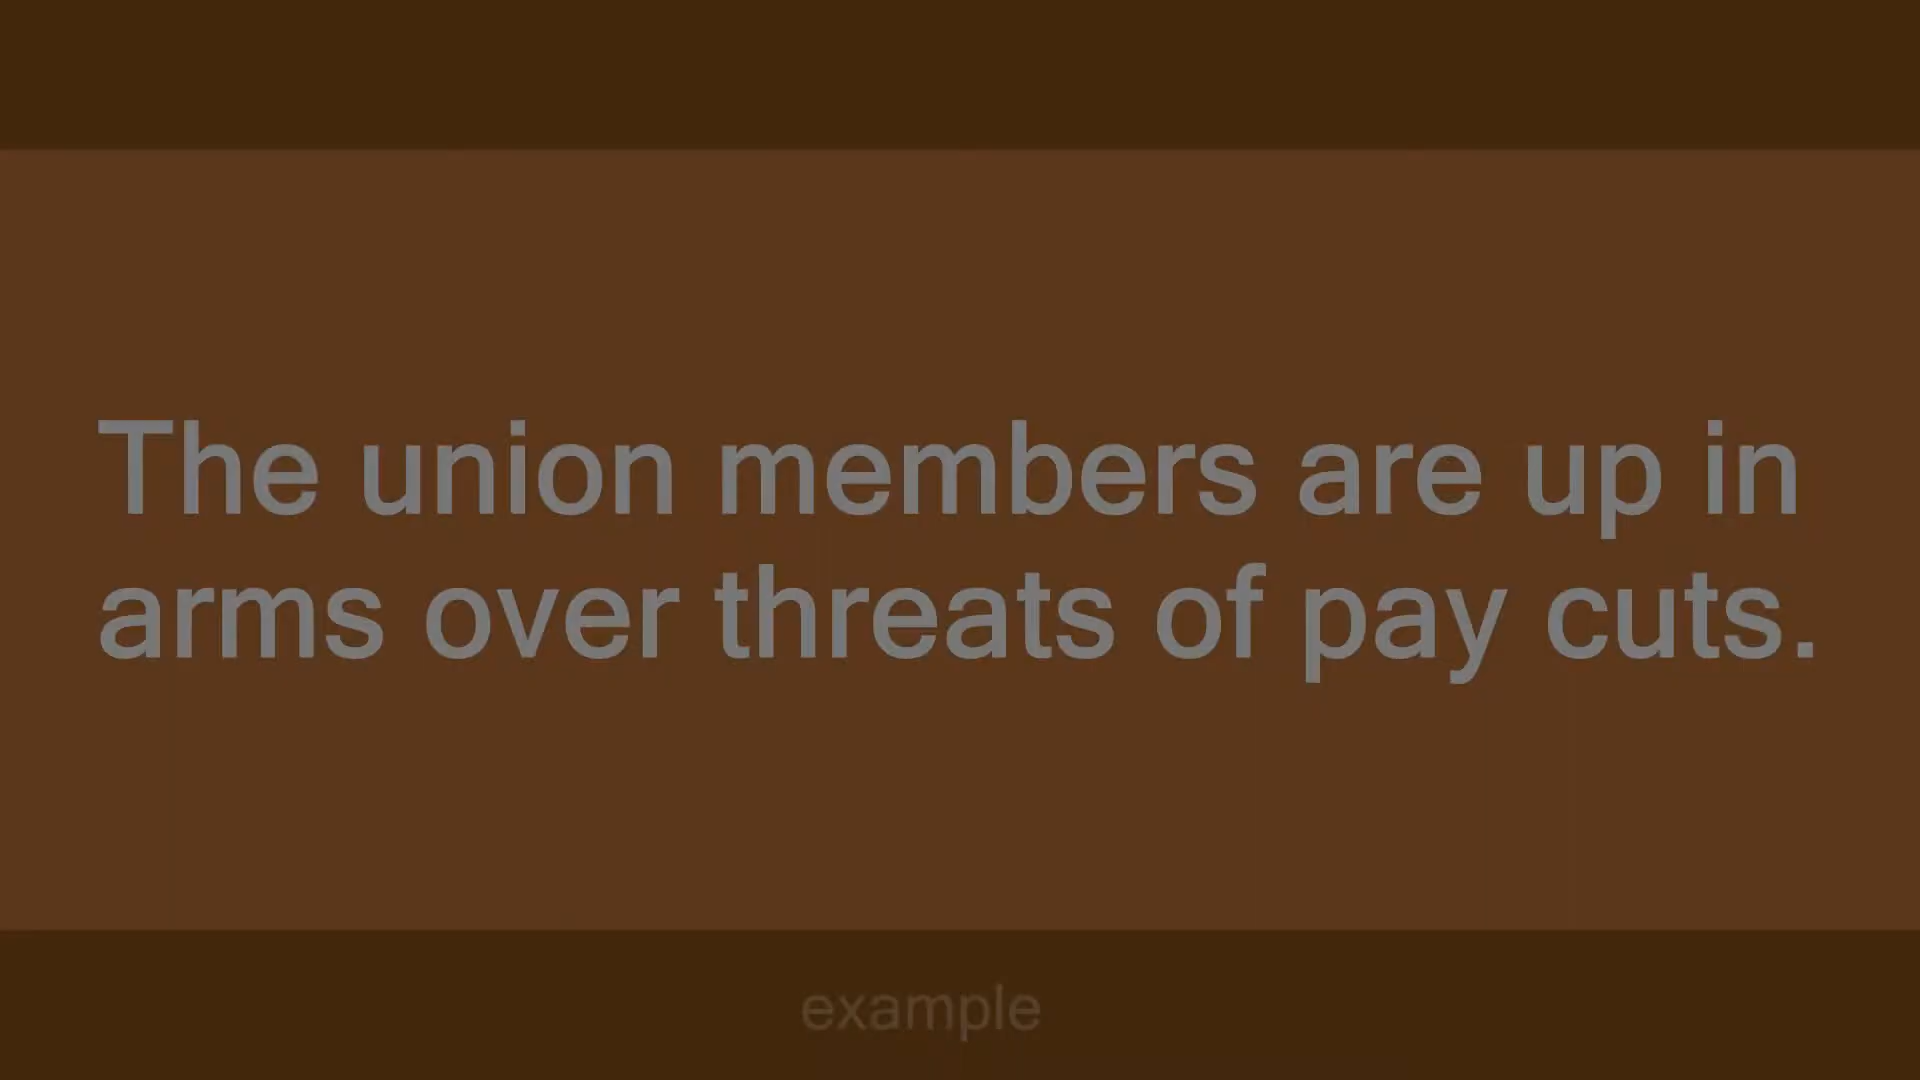 The union members are up in
arms over threats of pay cuts.
example